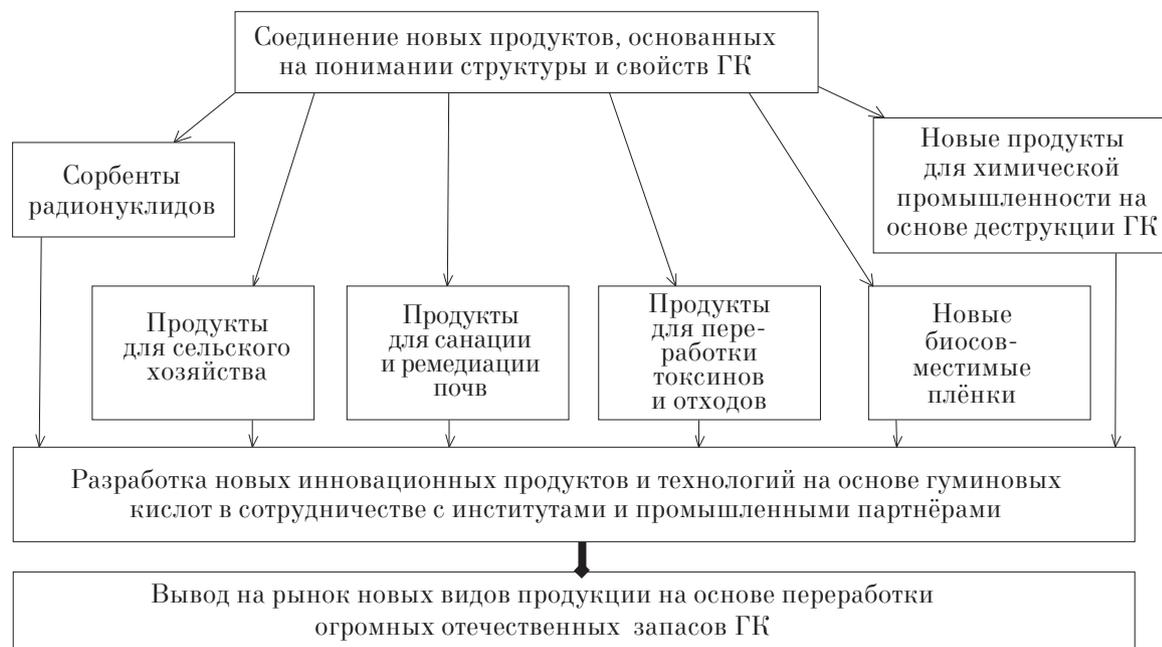 Соединение новых продуктов, основанных
на понимании структуры и свойств ГК
Сорбенты
радионуклидов
Новые продукты
для химической
промышленности на
основе деструкции ГК
Продукты
для сельского
хозяйства
Продукты
для санации
и ремедиации
почв
Продукты
для пере-
работки
токсинов
и отходов
Новые
биосов-
местимые
плёнки
Разработка новых инновационных продуктов и технологий на основе гуминовых
кислот в сотрудничестве с институтами и промышленными партнёрами
Вывод на рынок новых видов продукции на основе переработки
огромных отечественных запасов ГК